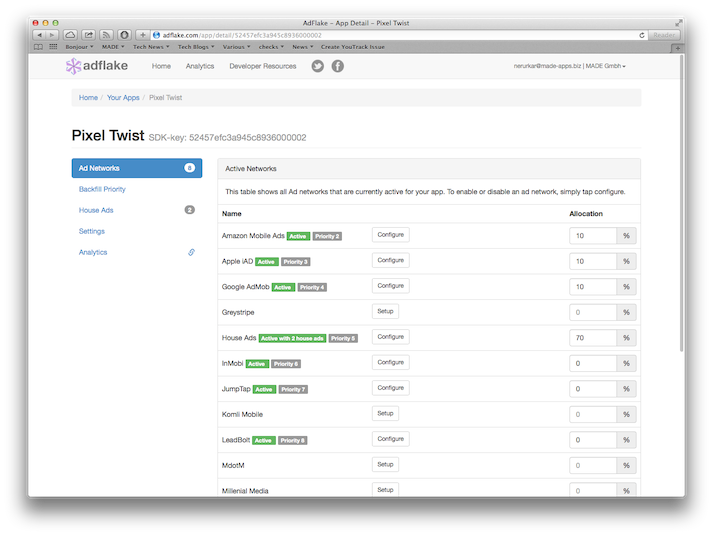 AdFlake – App Detail – Pixel Twist
adflake.com/app/detail/52457efc3a945c8936000002
Reader
Bonjour MADE Tech News Tech Blogs Various checks News Create YouTrack Issue
adflake Home Analytics Developer Resources nerurkar@made-apps.biz | MADE GmbH
Home / Your Apps / Pixel Twist
Pixel Twist SDK-key: 52457efc3a945c8936000002
Ad Networks 8
Backfill Priority
House Ads 2
Settings
Analytics
Active Networks
This table shows all Ad networks that are currently active for your app. To enable or disable an ad network, simply tap configure.
Name Allocation
Amazon Mobile Ads Active Priority 2 Configure 10 %
Apple iAD Active Priority 3 Configure 10 %
Google AdMob Active Priority 4 Configure 10 %
Greystripe Setup 0 %
House Ads Active with 2 house ads Priority 5 Configure 70 %
InMobi Active Priority 6 Configure 0 %
JumpTap Active Priority 7 Configure 0 %
Komli Mobile Setup 0 %
LeadBolt Active Priority 8 Configure 0 %
MdotM Setup 0 %
Millenial Media Setup 0 %